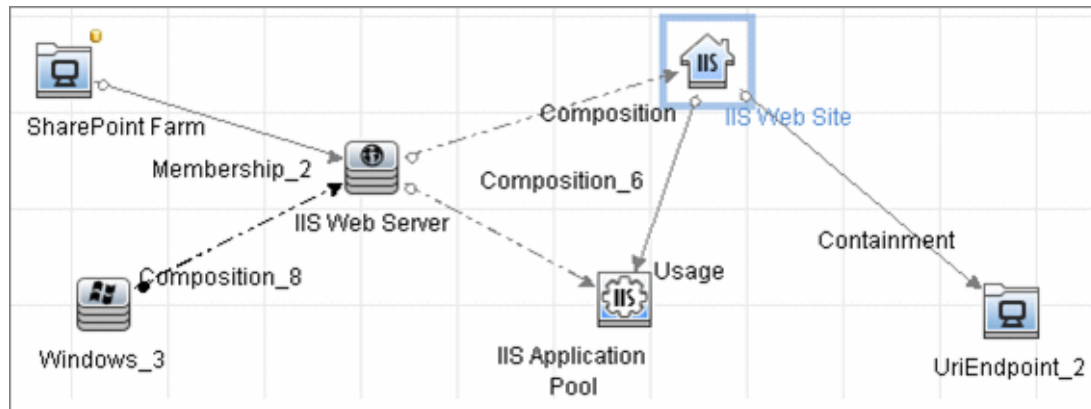 IIS
Composition
IIS Web Site
SharePoint Farm
Membership_2
Composition_6
IIS Web Server
Containment
Composition_8
Usage
IIS
Windows_3
IIS Application
Pool
UriEndpoint_2